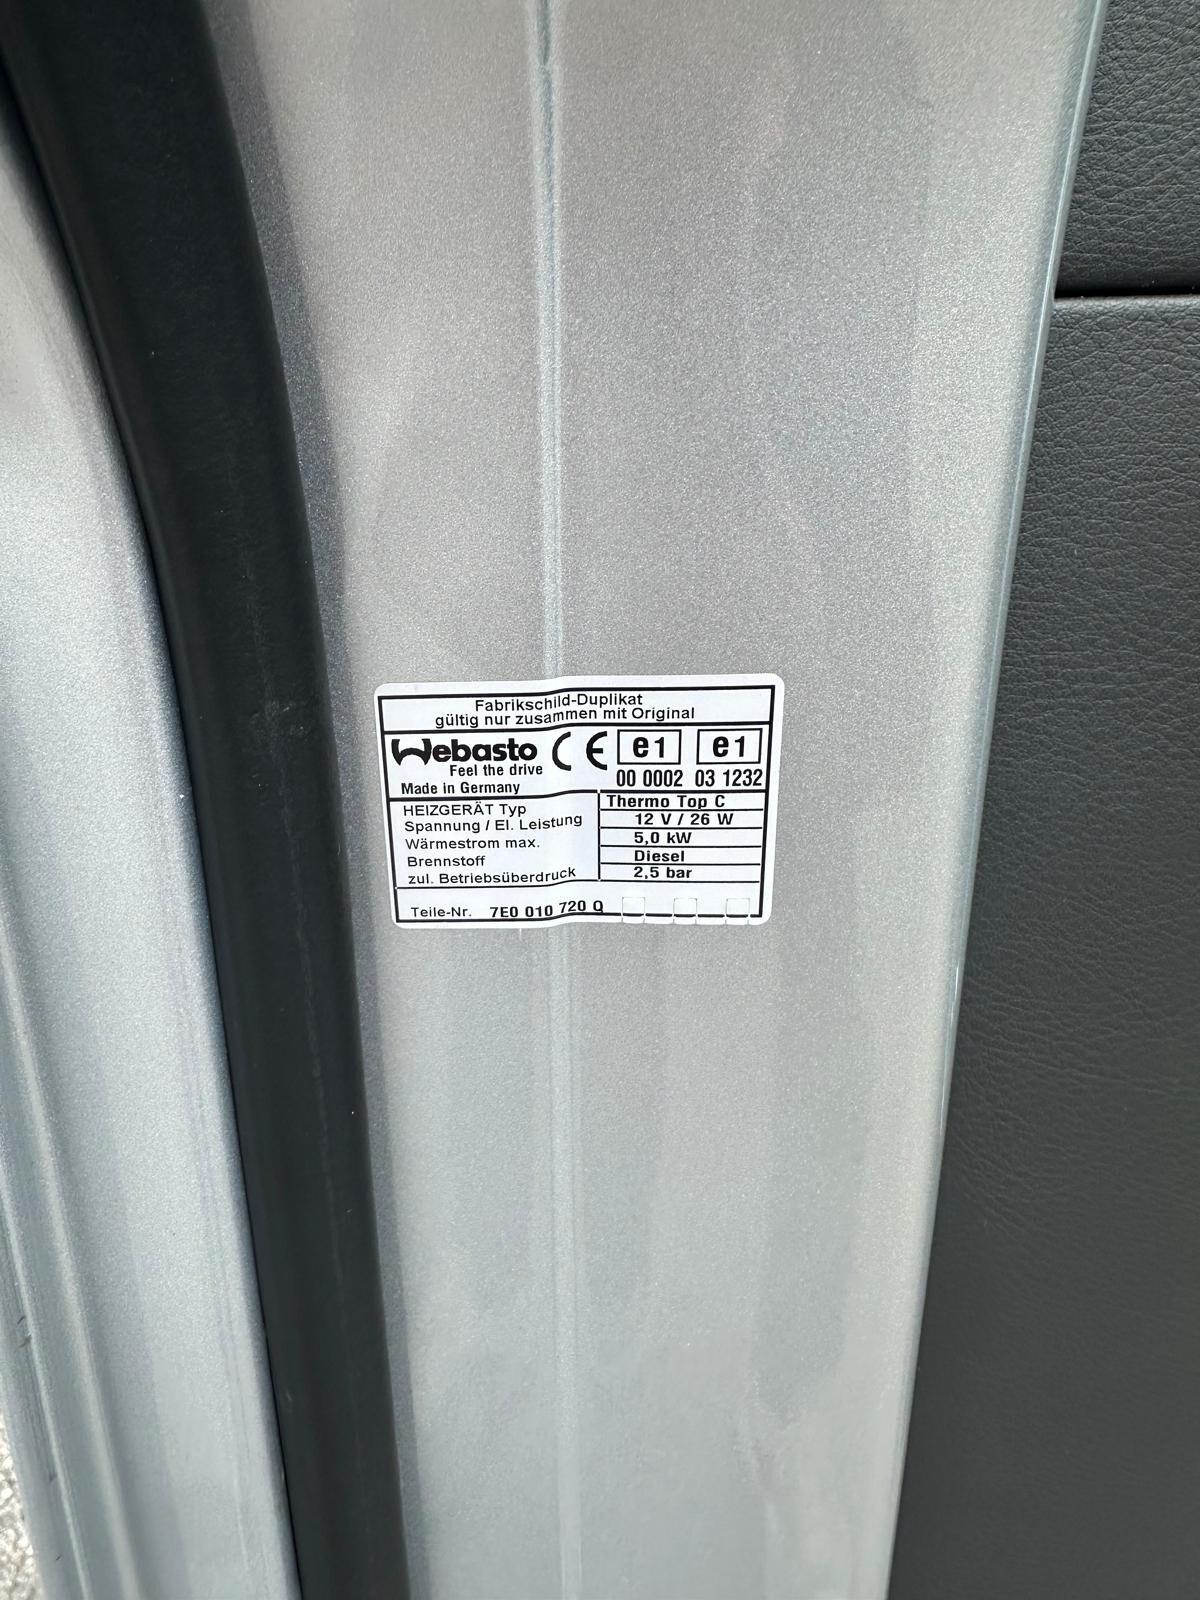 Fabrikschild-Duplikat
gültig nur zusammen mit Original
Webasto CE e1 e1
Feel the drive 00 0002 03 1232
Made in Germany
HEIZGERÄT Typ Thermo Top C
Spannung / El. Leistung 12 V / 26 W
Wärmestrom max. 5,0 kW
Brennstoff Diesel
zul. Betriebsüberdruck 2,5 bar
Teile-Nr. 7E0 010 720 Q